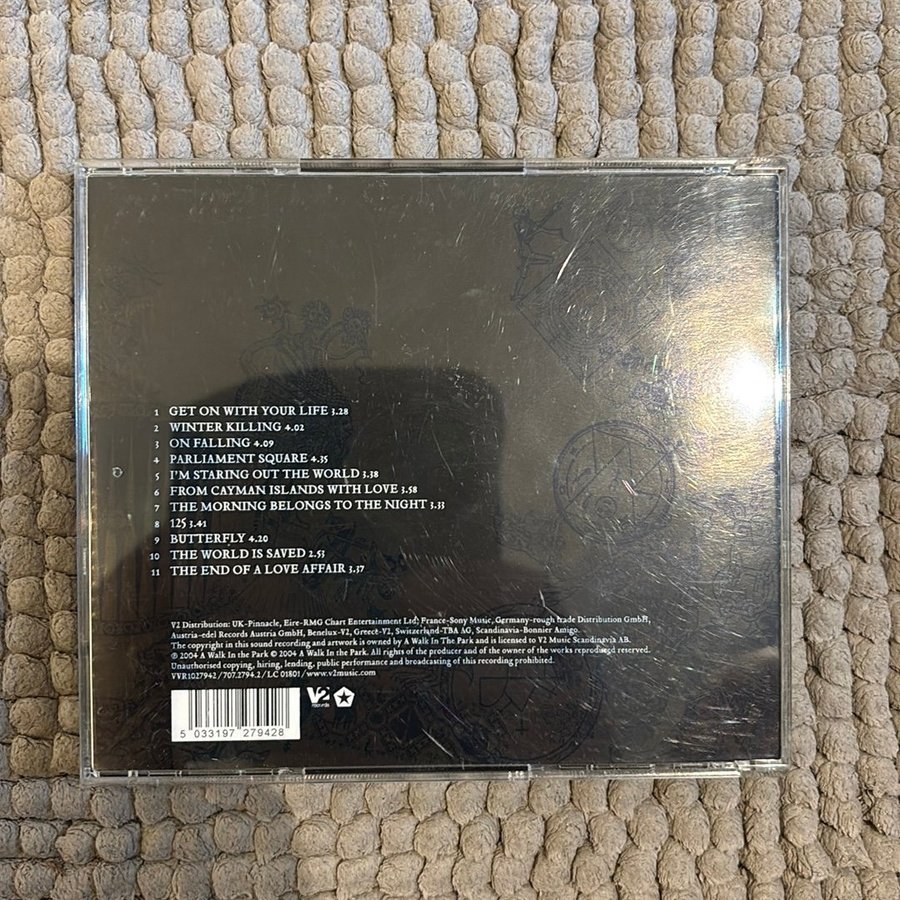 1 GET ON WITH YOUR LIFE 3.28
2 WINTER KILLING 4.02
3 ON FALLING 4.09
4 PARLIAMENT SQUARE 4.35
5 I'M STARING OUT THE WORLD 3.38
6 FROM CAYMAN ISLANDS WITH LOVE 3.58
7 THE MORNING BELONGS TO THE NIGHT 3.33
8 125 3.41
9 BUTTERFLY 4.20
10 THE WORLD IS SAVED 2.53
11 THE END OF A LOVE AFFAIR 3.37
V2 Distribution: UK-Pinnacle, Eire-RMG Chart Entertainment Ltd, France-Sony Music, Germany-rough trade Distribution GmbH,
Austria-edel Records Austria GmbH, Benelux-V2, Greece-V2, Switzerland-TBA AG, Scandinavia-Bonnier Amigo.
The copyright in this sound recording and artwork is owned by A Walk In The Park and is licensed to V2 Music Scandinavia AB.
℗ 2004 A Walk In the Park © 2004 A Walk In the Park. All rights of the producer and of the owner of the works reproduced reserved.
Unauthorised copying, hiring, lending, public performance and broadcasting of this recording prohibited.
VVR1027942 / 707.2794.2 / LC 01801 / www.v2music.com
V2 records
5 033197 279428